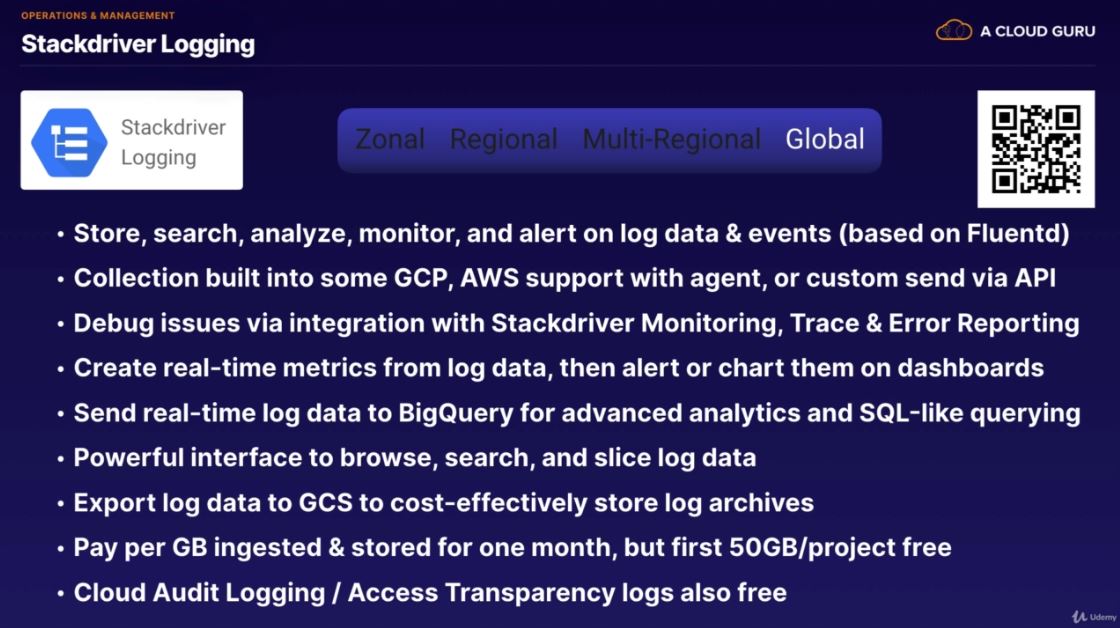 OPERATIONS & MANAGEMENT
Stackdriver Logging
A CLOUD GURU
Stackdriver
Logging
Zonal Regional Multi-Regional Global
• Store, search, analyze, monitor, and alert on log data & events (based on Fluentd)
• Collection built into some GCP, AWS support with agent, or custom send via API
• Debug issues via integration with Stackdriver Monitoring, Trace & Error Reporting
• Create real-time metrics from log data, then alert or chart them on dashboards
• Send real-time log data to BigQuery for advanced analytics and SQL-like querying
• Powerful interface to browse, search, and slice log data
• Export log data to GCS to cost-effectively store log archives
• Pay per GB ingested & stored for one month, but first 50GB/project free
• Cloud Audit Logging / Access Transparency logs also free
Udemy